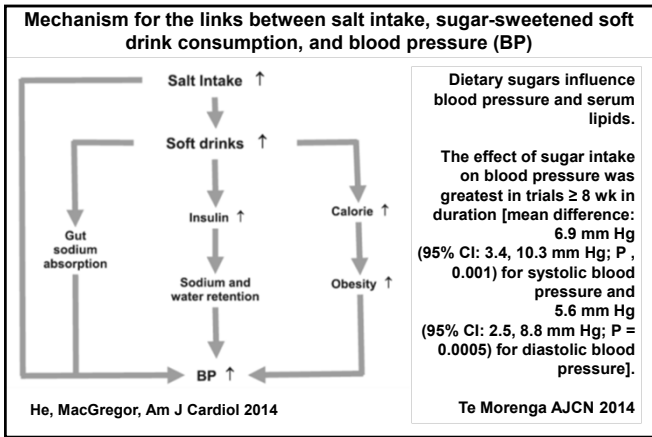 Mechanism for the links between salt intake, sugar-sweetened soft
drink consumption, and blood pressure (BP)
Salt Intake ↑
Soft drinks ↑
Insulin ↑
Calorie ↑
Gut
sodium
absorption
Sodium and
water retention
Obesity ↑
BP ↑
He, MacGregor, Am J Cardiol 2014
Dietary sugars influence
blood pressure and serum
lipids.
The effect of sugar intake
on blood pressure was
greatest in trials ≥ 8 wk in
duration [mean difference:
6.9 mm Hg
(95% CI: 3.4, 10.3 mm Hg; P ,
0.001) for systolic blood
pressure and
5.6 mm Hg
(95% CI: 2.5, 8.8 mm Hg; P =
0.0005) for diastolic blood
pressure].
Te Morenga AJCN 2014